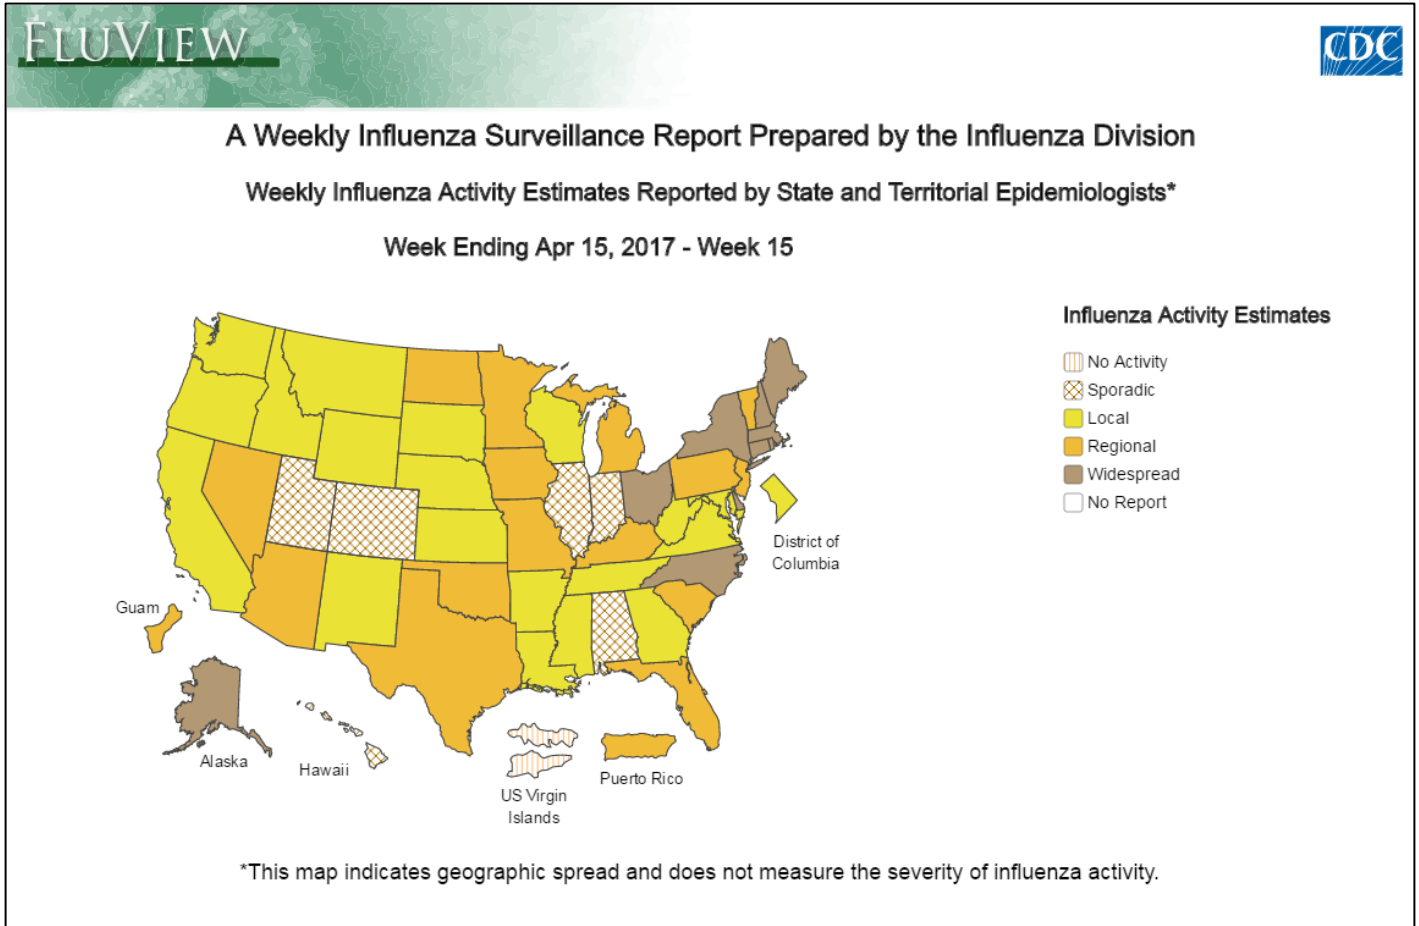 FLUVIEW
CDC
A Weekly Influenza Surveillance Report Prepared by the Influenza Division
Weekly Influenza Activity Estimates Reported by State and Territorial Epidemiologists*
Week Ending Apr 15, 2017 - Week 15
Influenza Activity Estimates
No Activity
Sporadic
Local
Regional
Widespread
No Report
District of
Columbia
Guam
Alaska
Hawaii
US Virgin
Islands
Puerto Rico
*This map indicates geographic spread and does not measure the severity of influenza activity.